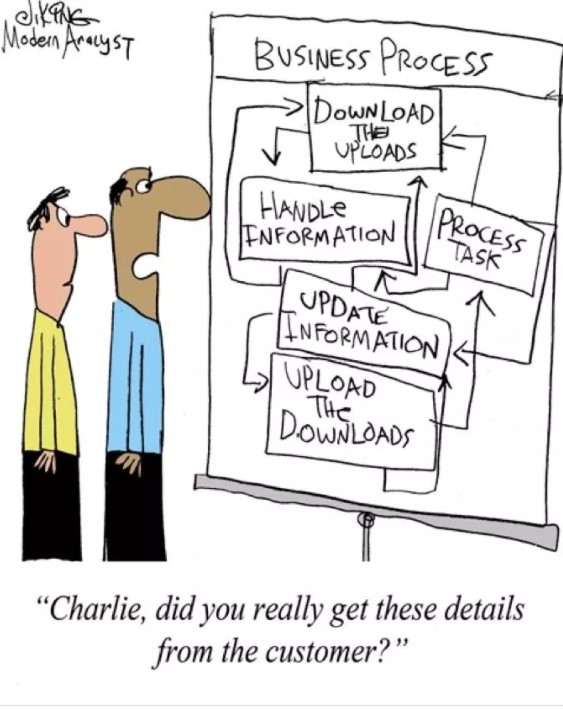 Modern Analyst
BUSINESS PROCESS
DOWNLOAD
THE
UPLOADS
HANDLE
INFORMATION
PROCESS
TASK
UPDATE
INFORMATION
UPLOAD
THE
DOWNLOADS
“Charlie, did you really get these details
from the customer?”